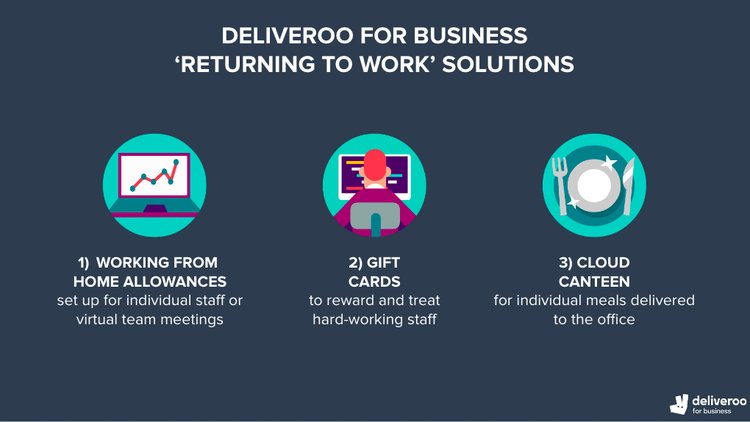 DELIVEROO FOR BUSINESS
‘RETURNING TO WORK’ SOLUTIONS
1) WORKING FROM
HOME ALLOWANCES
set up for individual staff or
virtual team meetings
2) GIFT
CARDS
to reward and treat
hard-working staff
3) CLOUD
CANTEEN
for individual meals delivered
to the office
deliveroo
for business